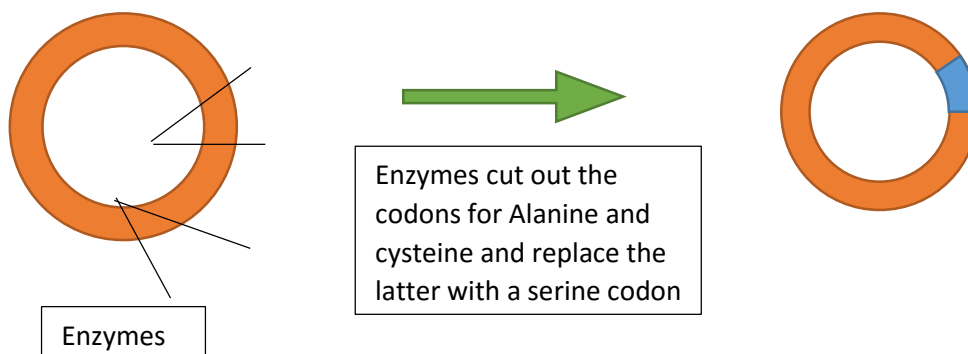 Enzymes cut out the
codons for Alanine and
cysteine and replace the
latter with a serine codon
Enzymes